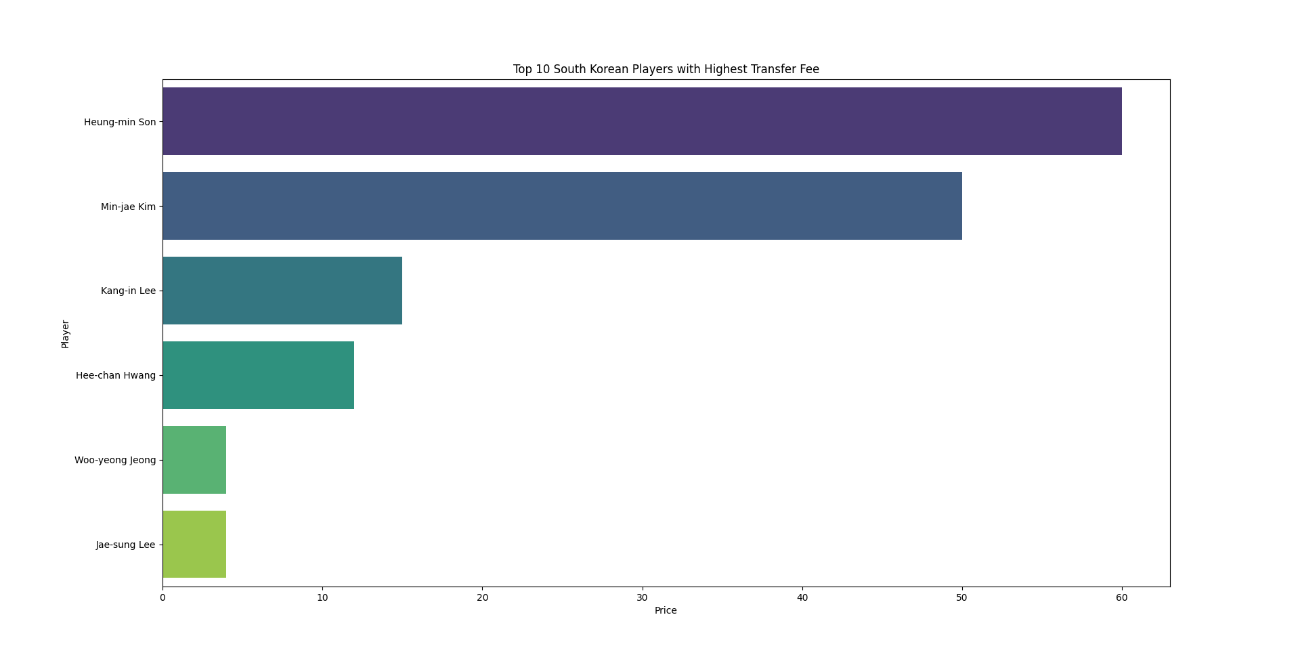 Top 10 South Korean Players with Highest Transfer Fee
Heung-min Son
Min-jae Kim
Kang-in Lee
Player
Hee-chan Hwang
Woo-yeong Jeong
Jae-sung Lee
0 10 20 30 40 50 60
Price